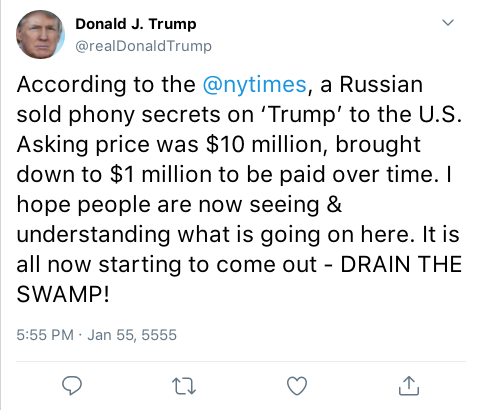 Donald J. Trump
@realDonaldTrump
According to the @nytimes, a Russian
sold phony secrets on ‘Trump’ to the U.S.
Asking price was $10 million, brought
down to $1 million to be paid over time. I
hope people are now seeing &
understanding what is going on here. It is
all now starting to come out - DRAIN THE
SWAMP!
5:55 PM · Jan 55, 5555